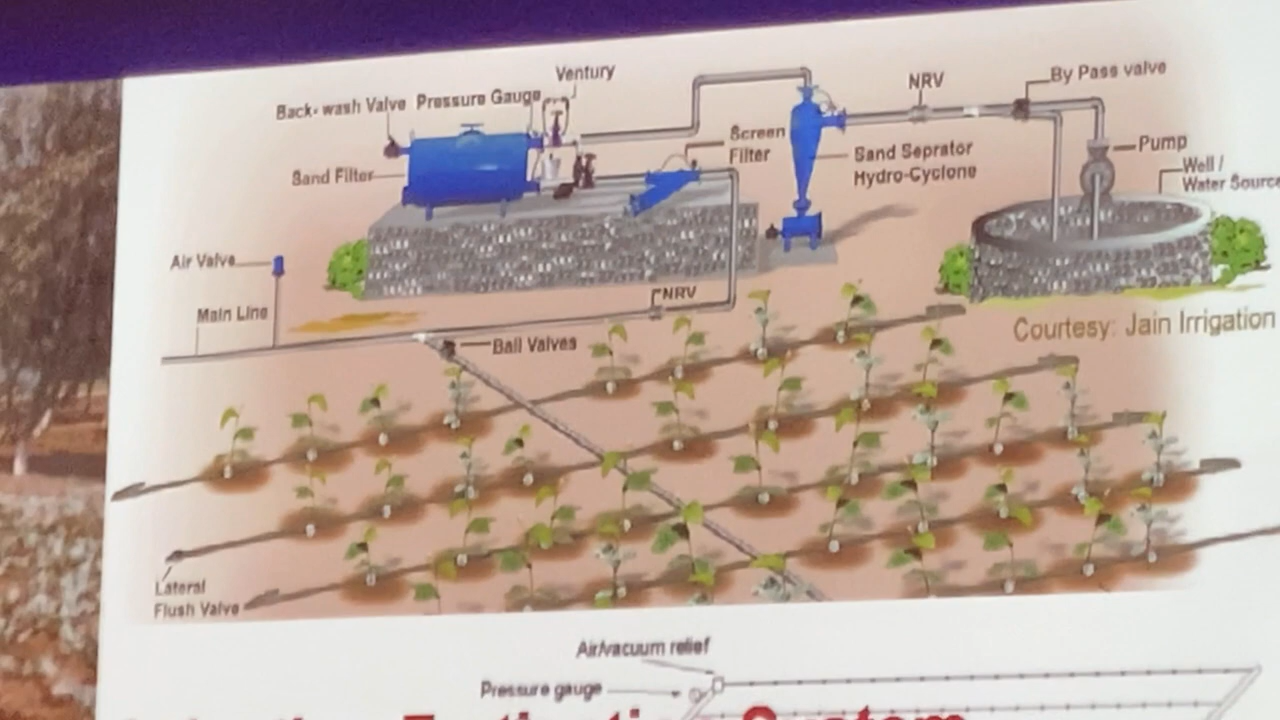 Ventury
Back- wash Valve
Pressure Gauge
NRV
By Pass valve
Screen
Filter
Sand Seprator
Hydro-Cyclone
Pump
Well /
Water Source
Sand Filter
Air Valve
Main Line
NRV
Ball Valves
Courtesy: Jain Irrigation
Lateral
Flush Valve
Air/vacuum relief
Pressure gauge
System